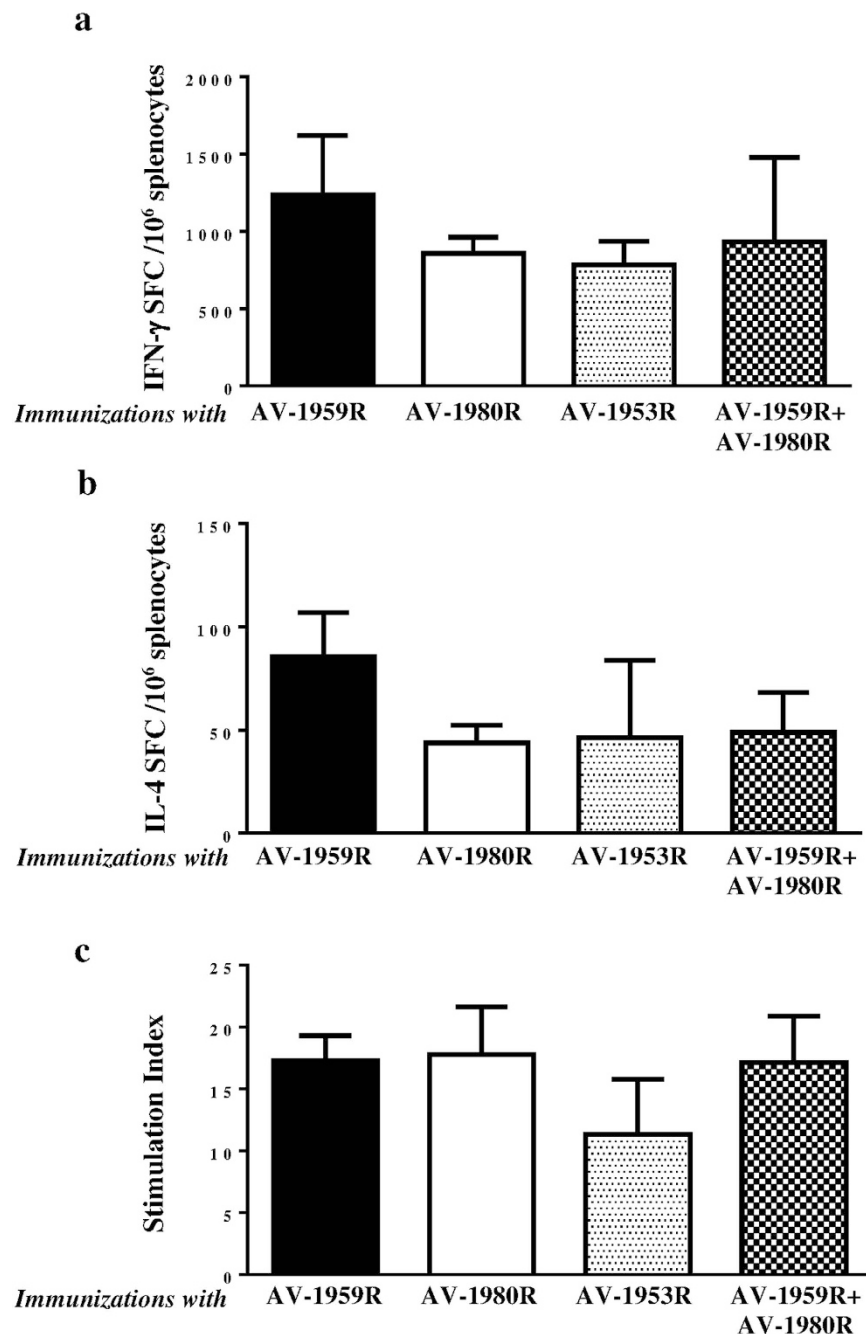 a
IFN-γ SFC /10⁶ splenocytes
2000
1500
1000
500
0
Immunizations with AV-1959R AV-1980R AV-1953R AV-1959R+
AV-1980R
b
IL-4 SFC /10⁶ splenocytes
150
100
50
0
Immunizations with AV-1959R AV-1980R AV-1953R AV-1959R+
AV-1980R
c
Stimulation Index
25
20
15
10
5
0
Immunizations with AV-1959R AV-1980R AV-1953R AV-1959R+
AV-1980R